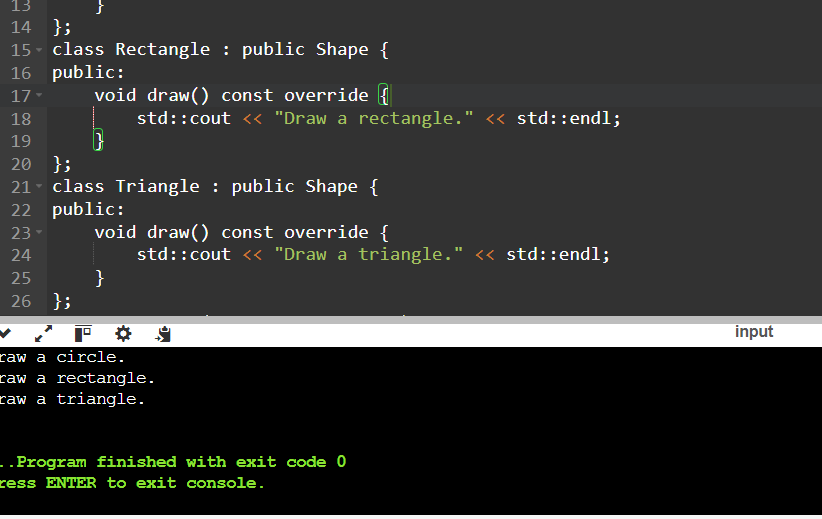 13 }
14 };
15 class Rectangle : public Shape {
16 public:
17 void draw() const override {
18 std::cout << "Draw a rectangle." << std::endl;
19 }
20 };
21 class Triangle : public Shape {
22 public:
23 void draw() const override {
24 std::cout << "Draw a triangle." << std::endl;
25 }
26 };
input
raw a circle.
raw a rectangle.
raw a triangle.
..Program finished with exit code 0
ress ENTER to exit console.